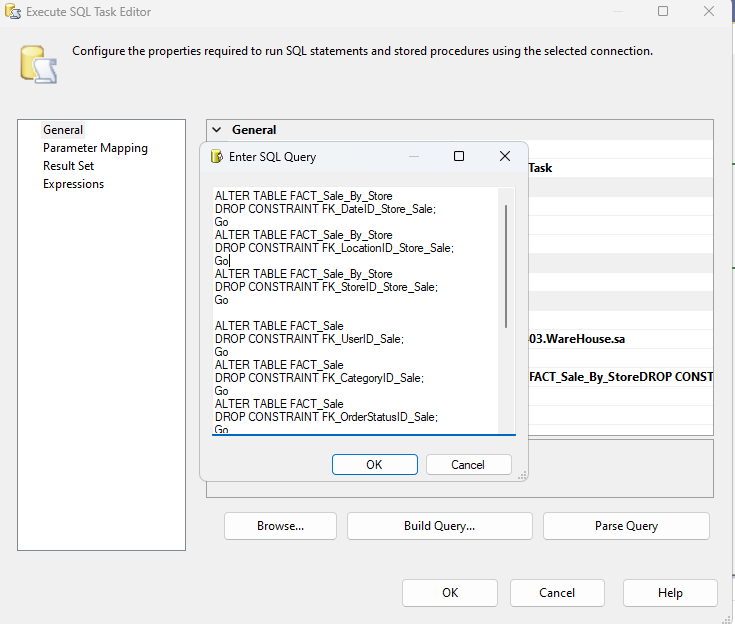 Execute SQL Task Editor
Configure the properties required to run SQL statements and stored procedures using the selected connection.
General
Parameter Mapping
Result Set
Expressions
General
Task
03.WareHouse.sa
FACT_Sale_By_StoreDROP CONST
Enter SQL Query
ALTER TABLE FACT_Sale_By_Store
DROP CONSTRAINT FK_DateID_Store_Sale;
Go
ALTER TABLE FACT_Sale_By_Store
DROP CONSTRAINT FK_LocationID_Store_Sale;
Go
ALTER TABLE FACT_Sale_By_Store
DROP CONSTRAINT FK_StoreID_Store_Sale;
Go
ALTER TABLE FACT_Sale
DROP CONSTRAINT FK_UserID_Sale;
Go
ALTER TABLE FACT_Sale
DROP CONSTRAINT FK_CategoryID_Sale;
Go
ALTER TABLE FACT_Sale
DROP CONSTRAINT FK_OrderStatusID_Sale;
Go
OK
Cancel
Browse...
Build Query...
Parse Query
OK
Cancel
Help